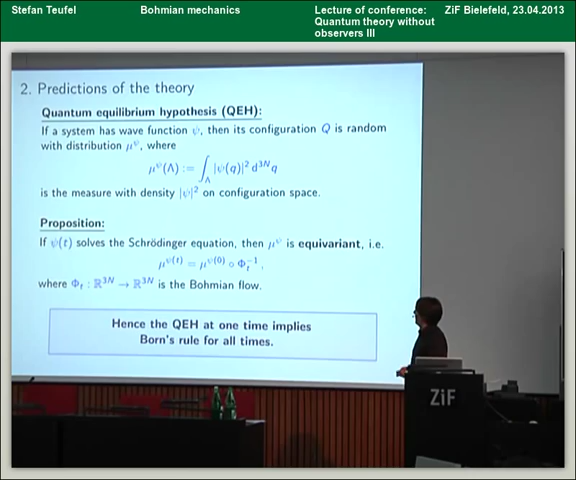 Stefan Teufel
Bohmian mechanics
Lecture of conference:
Quantum theory without
observers III
ZiF Bielefeld, 23.04.2013
2. Predictions of the theory
Quantum equilibrium hypothesis (QEH):
If a system has wave function ψ, then its configuration Q is random
with distribution μ^ψ, where
μ^ψ(Λ) := ∫_Λ |ψ(q)|² d^{3N}q
is the measure with density |ψ|² on configuration space.
Proposition:
If ψ(t) solves the Schrödinger equation, then μ^ψ is equivariant, i.e.
μ^{ψ(t)} = μ^{ψ(0)} ∘ Φ_t^{-1},
where Φ_t : ℝ^{3N} → ℝ^{3N} is the Bohmian flow.
Hence the QEH at one time implies
Born's rule for all times.
ZiF